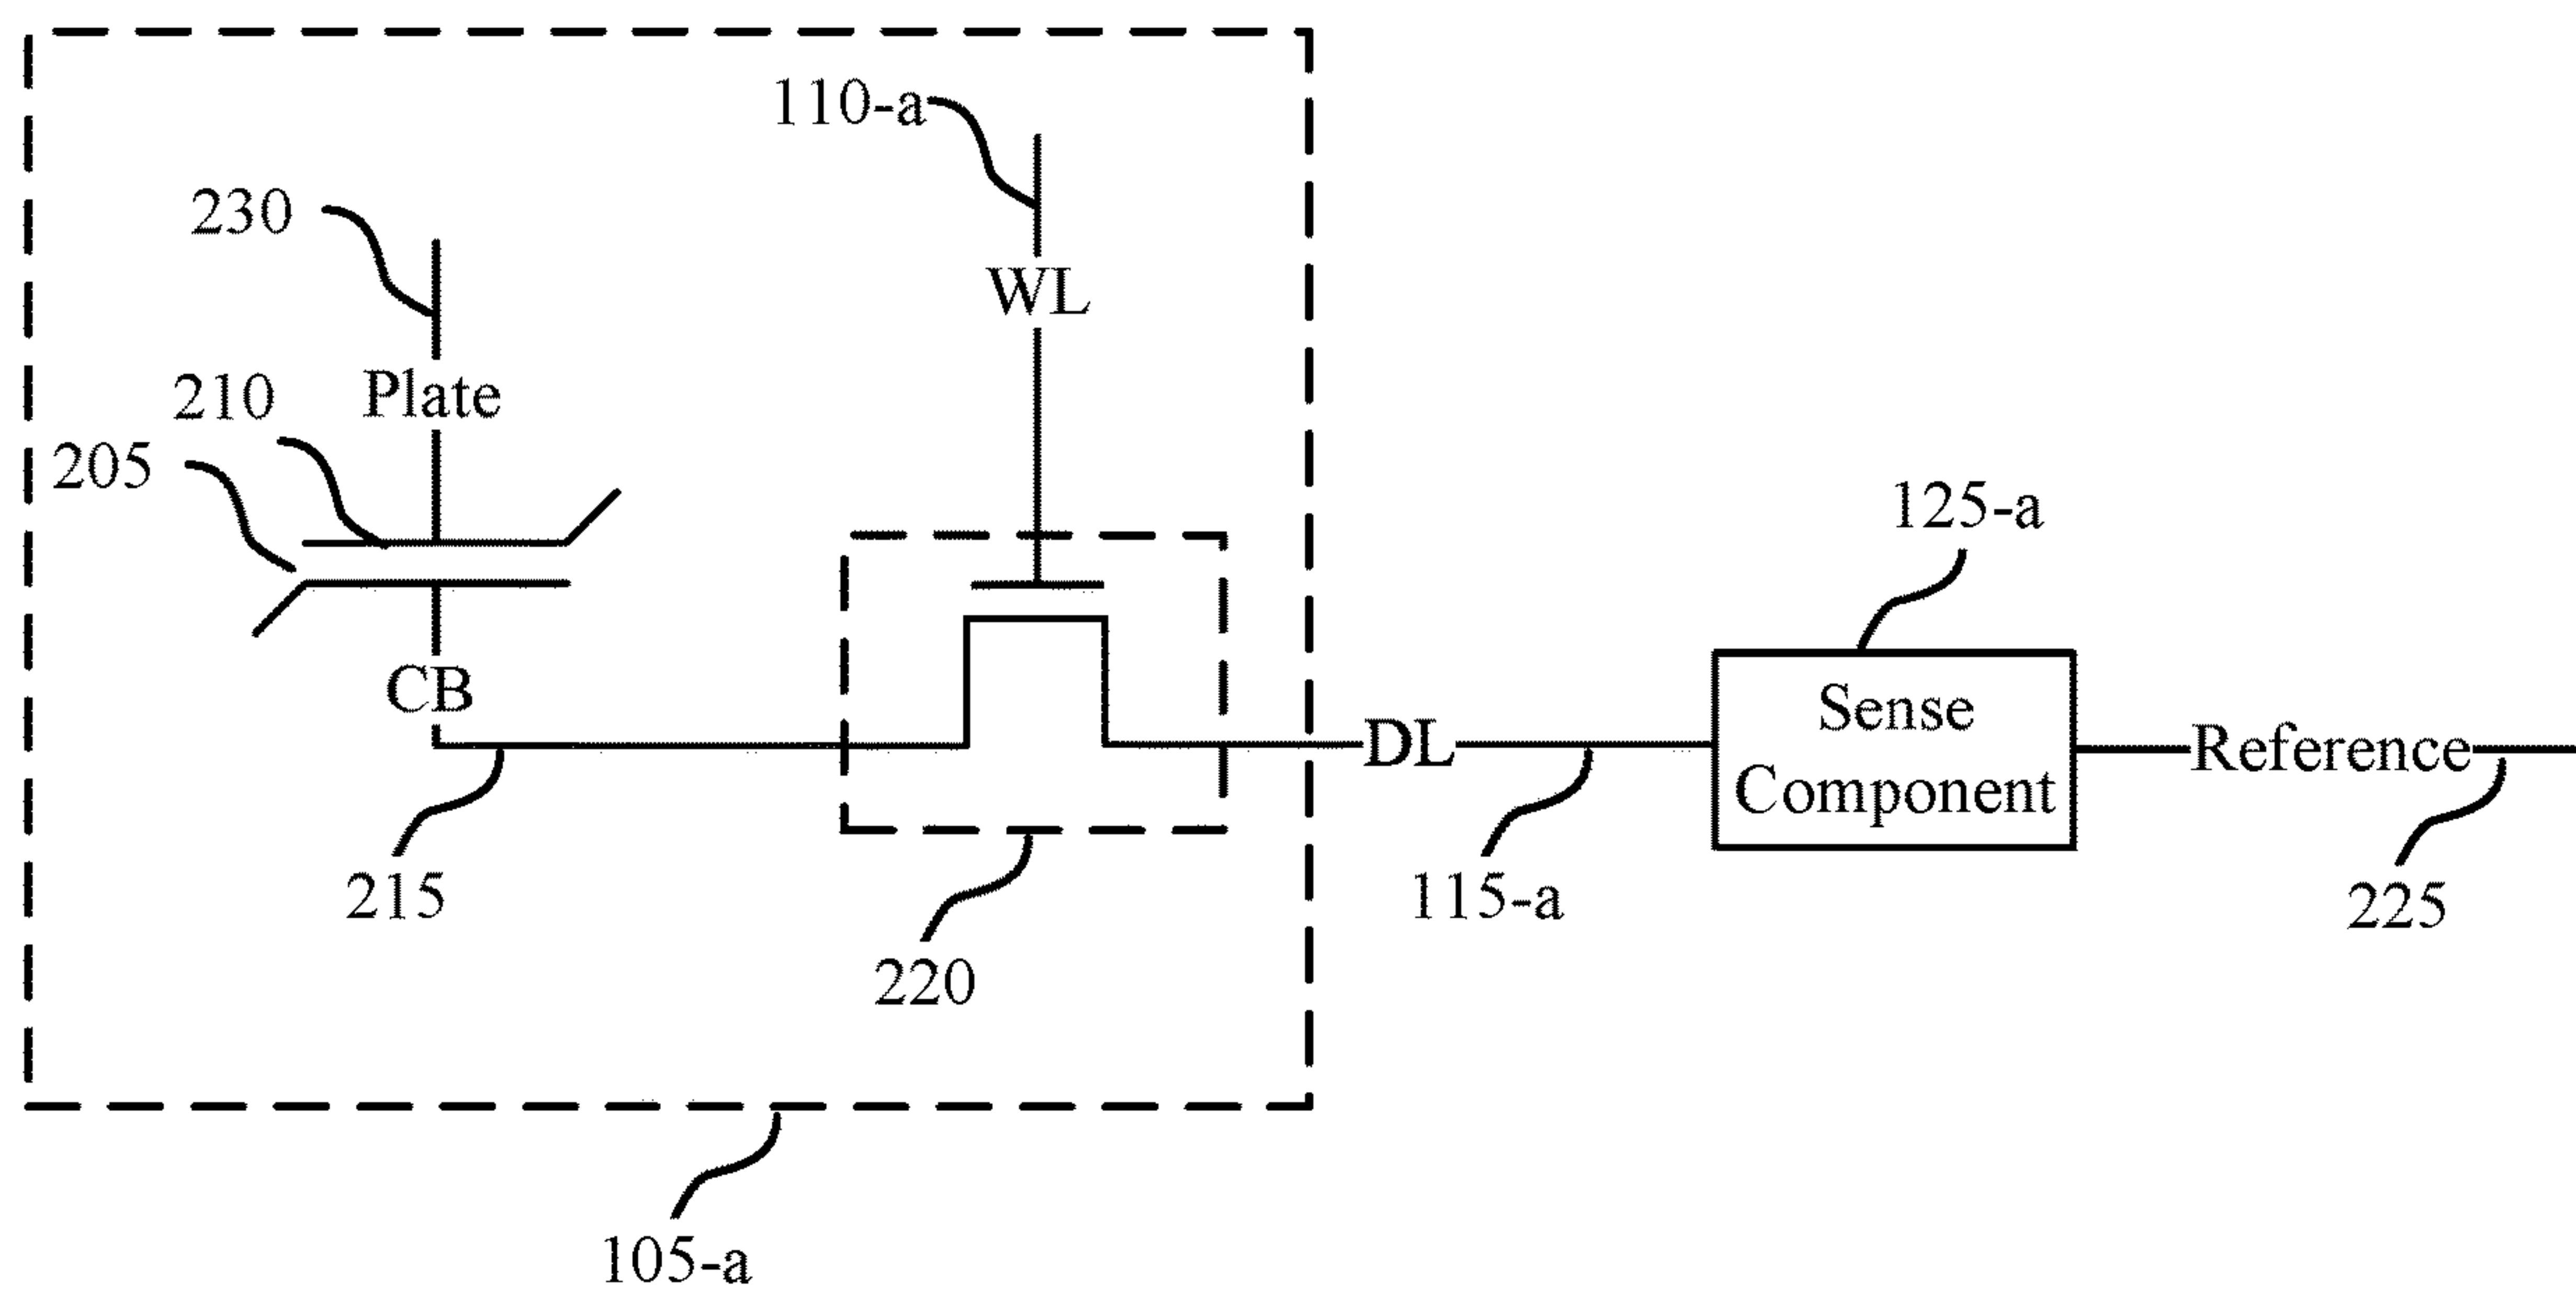 110-a
230
WL
Plate
210
205
125-a
CB
Sense
Component
DL
Reference
215
115-a
225
220
105-a